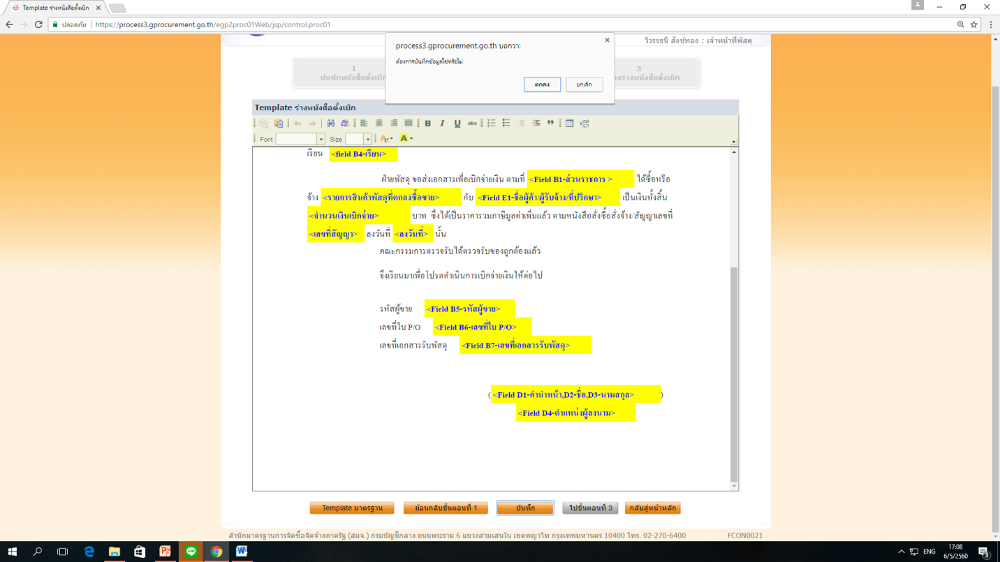 Template ร่างหนังสือตั้งเบิก
ปลอดภัย
https://process3.gprocurement.go.th/egp2proc01Web/jsp/control.proc01
process3.gprocurement.go.th บอกว่า:
ต้องการบันทึกข้อมูลใช่หรือไม่
ตกลง
ยกเลิก
วิวรรธนี สังข์ทอง : เจ้าหน้าที่พัสดุ
1
บันทึกหนังสือตั้งเบิก
3
งร่างหนังสือตั้งเบิก
Template ร่างหนังสือตั้งเบิก
B I U abc
Font Size
เรียน <field B4-เรียน>
ฝ่ายพัสดุ ขอส่งเอกสารเพื่อเบิกจ่ายเงิน ตามที่ <Field B1-ส่วนราชการ > ได้ซื้อหรือ
จ้าง <รายการสินค้าพัสดุที่ตกลงซื้อขาย> กับ <Field E1-ชื่อผู้ค้า/ผู้รับจ้าง/ที่ปรึกษา> เป็นเงินทั้งสิ้น
<จำนวนเงินเบิกจ่าย> บาท ซึ่งได้เป็นราคารวมภาษีมูลค่าเพิ่มแล้ว ตามหนังสือสั่งซื้อสั่งจ้าง/สัญญาเลขที่
<เลขที่สัญญา> ลงวันที่ <ลงวันที่> นั้น
คณะกรรมการตรวจรับได้ตรวจรับของถูกต้องแล้ว
จึงเรียนมาเพื่อโปรดดำเนินการเบิกจ่ายเงินให้ต่อไป
รหัสผู้ขาย <Field B5-รหัสผู้ขาย>
เลขที่ใบ P/O <Field B6-เลขที่ใบ P/O>
เลขที่เอกสารรับพัสดุ <Field B7-เลขที่เอกสารรับพัสดุ>
( <Field D1-คำนำหน้า,D2-ชื่อ,D3-นามสกุล> )
<Field D4-ตำแหน่งผู้ลงนาม>
Template มาตรฐาน
ย้อนกลับขั้นตอนที่ 1
บันทึก
ไปขั้นตอนที่ 3
กลับสู่หน้าหลัก
สำนักมาตรฐานการจัดซื้อจัดจ้างภาครัฐ (สมจ.) กรมบัญชีกลาง ถนนพระราม 6 แขวงสามเสนใน เขตพญาไท กรุงเทพมหานคร 10400 โทร. 02-270-6400
FCON0021
ENG
17:08
6/5/2560
3